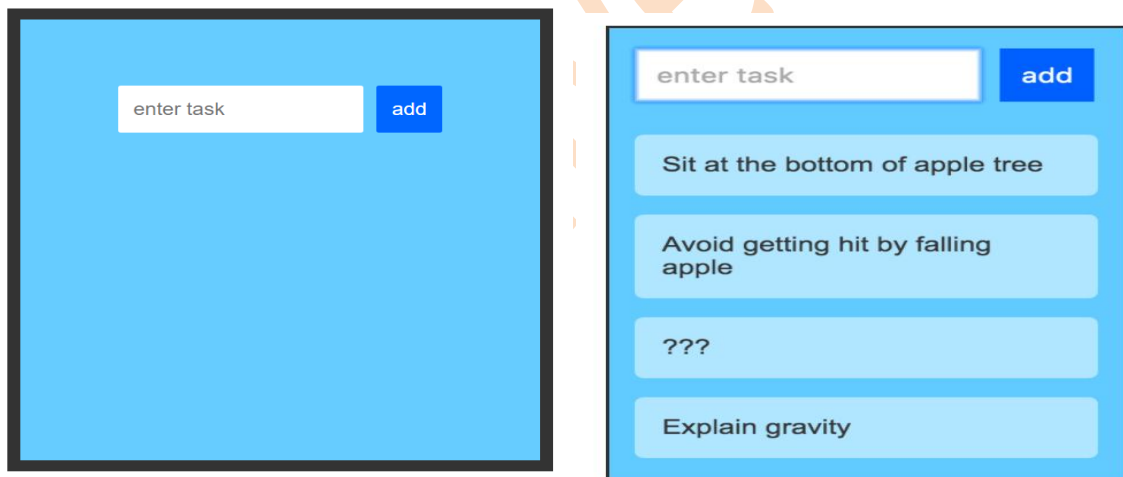 enter task
add
enter task
add
Sit at the bottom of apple tree
Avoid getting hit by falling
apple
???
Explain gravity